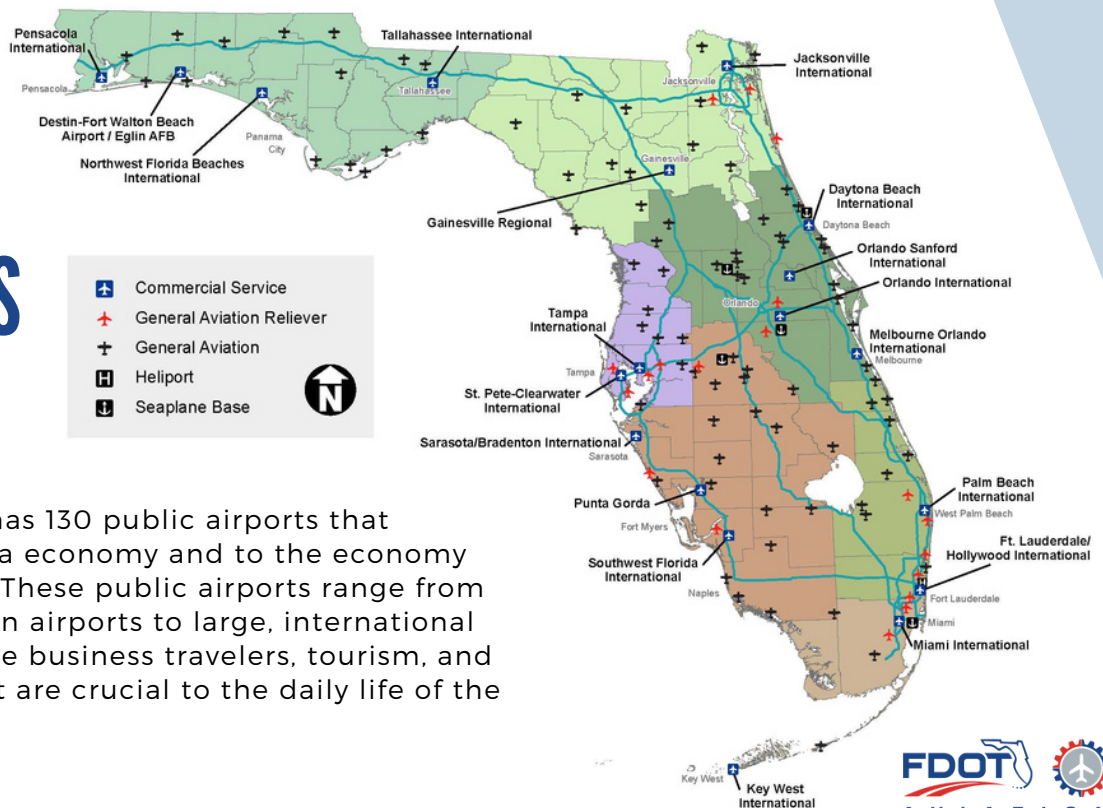 Pensacola
International
Tallahassee International
Jacksonville
International
Jacksonville
Pensacola
Tallahassee
Destin-Fort Walton Beach
Airport / Eglin AFB
Panama
City
Northwest Florida Beaches
International
Gainesville
Gainesville Regional
Daytona Beach
International
Daytona Beach
Orlando Sanford
International
Orlando International
Orlando
S
Commercial Service
General Aviation Reliever
General Aviation
H Heliport
Seaplane Base
N
Tampa
International
Tampa
St. Pete-Clearwater
International
Melbourne Orlando
International
Melbourne
Sarasota/Bradenton International
Sarasota
Punta Gorda
Fort Myers
Southwest Florida
International
Naples
Palm Beach
International
West Palm Beach
Ft. Lauderdale/
Hollywood International
H
Fort Lauderdale
Miami
Miami International
has 130 public airports that
a economy and to the economy
These public airports range from
n airports to large, international
e business travelers, tourism, and
t are crucial to the daily life of the
Key West
Key West
International
FDOT